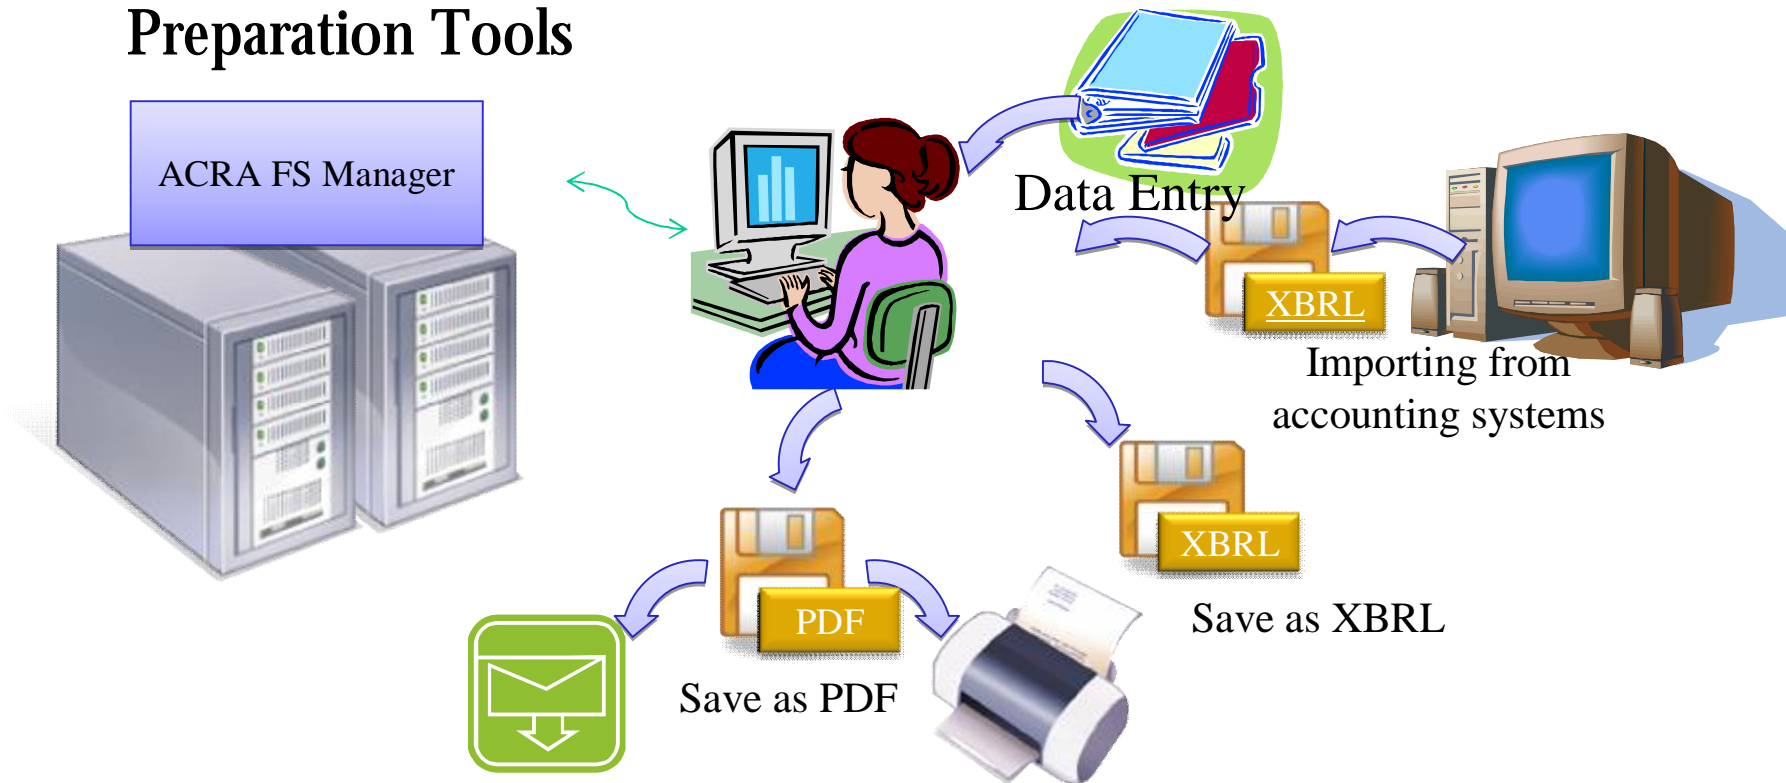 Preparation Tools
ACRA FS Manager
Data Entry
XBRL
Importing from
accounting systems
XBRL
Save as XBRL
PDF
Save as PDF